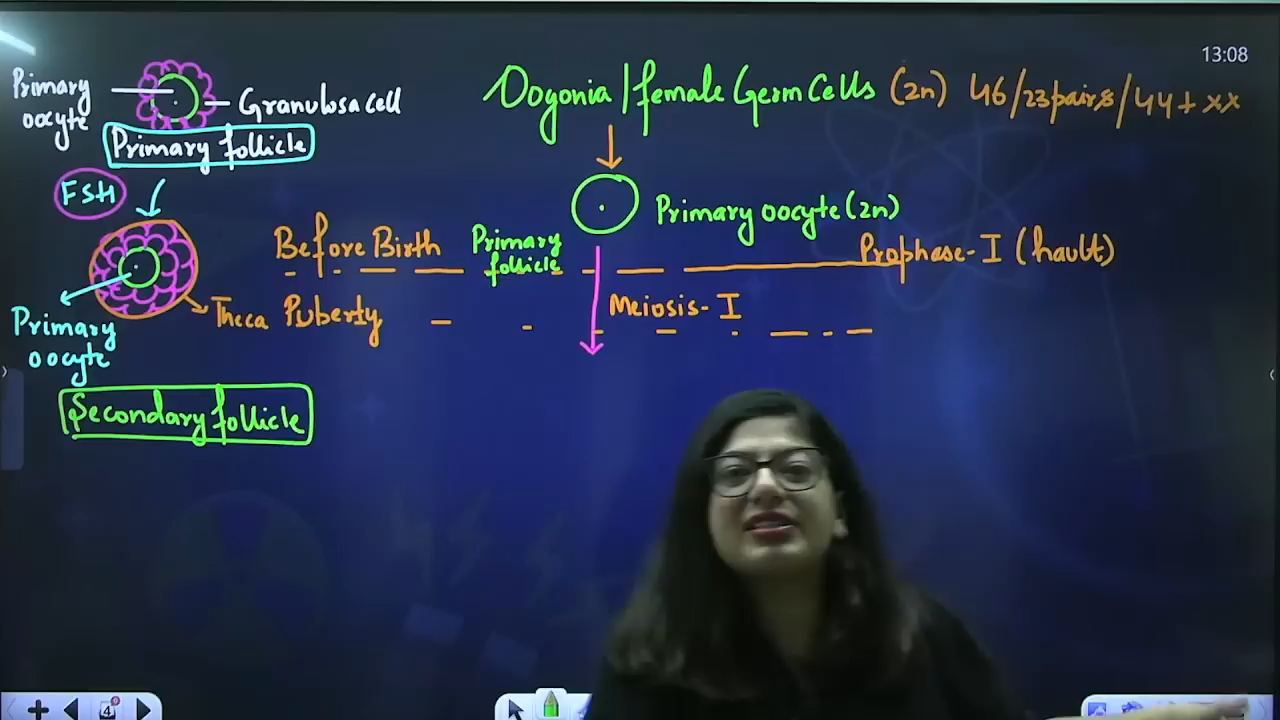 13:08
Primary oocyte
Granulosa cell
Primary follicle
FSH
Theca
Primary oocyte
Secondary follicle
Oogonia/female Germ Cells (2n) 46/23pairs/44+xx
Primary oocyte (2n)
Before Birth
Primary follicle
Prophase-I (hault)
Puberty
Meiosis-I
4